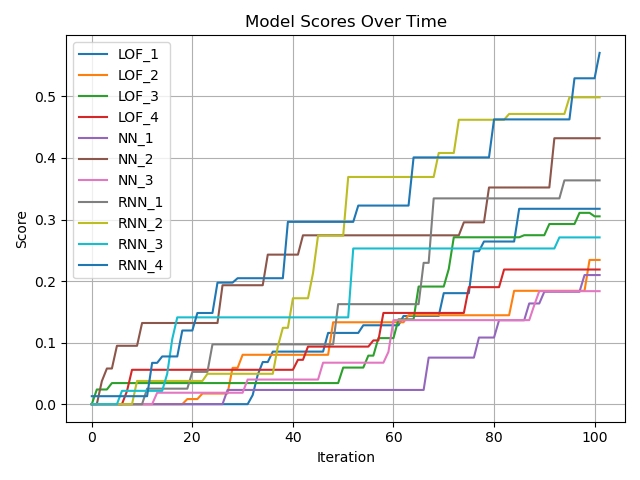 Model Scores Over Time
LOF_1
LOF_2
LOF_3
LOF_4
NN_1
NN_2
NN_3
RNN_1
RNN_2
RNN_3
RNN_4
Score
0.5
0.4
0.3
0.2
0.1
0.0
0 20 40 60 80 100
Iteration